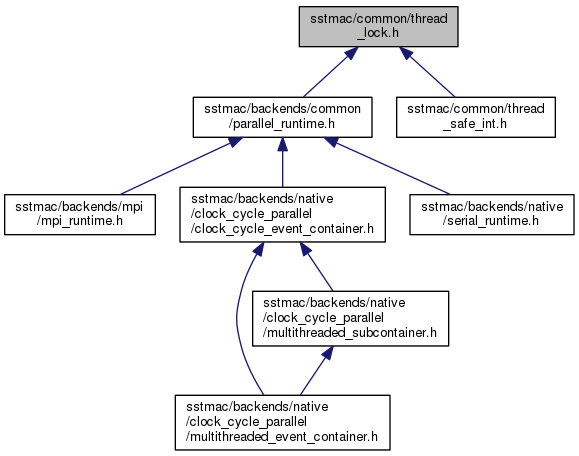 sstmac/common/thread
_lock.h
sstmac/backends/common
/parallel_runtime.h
sstmac/common/thread
_safe_int.h
sstmac/backends/mpi
/mpi_runtime.h
sstmac/backends/native
/clock_cycle_parallel
/clock_cycle_event_container.h
sstmac/backends/native
/serial_runtime.h
sstmac/backends/native
/clock_cycle_parallel
/multithreaded_subcontainer.h
sstmac/backends/native
/clock_cycle_parallel
/multithreaded_event_container.h